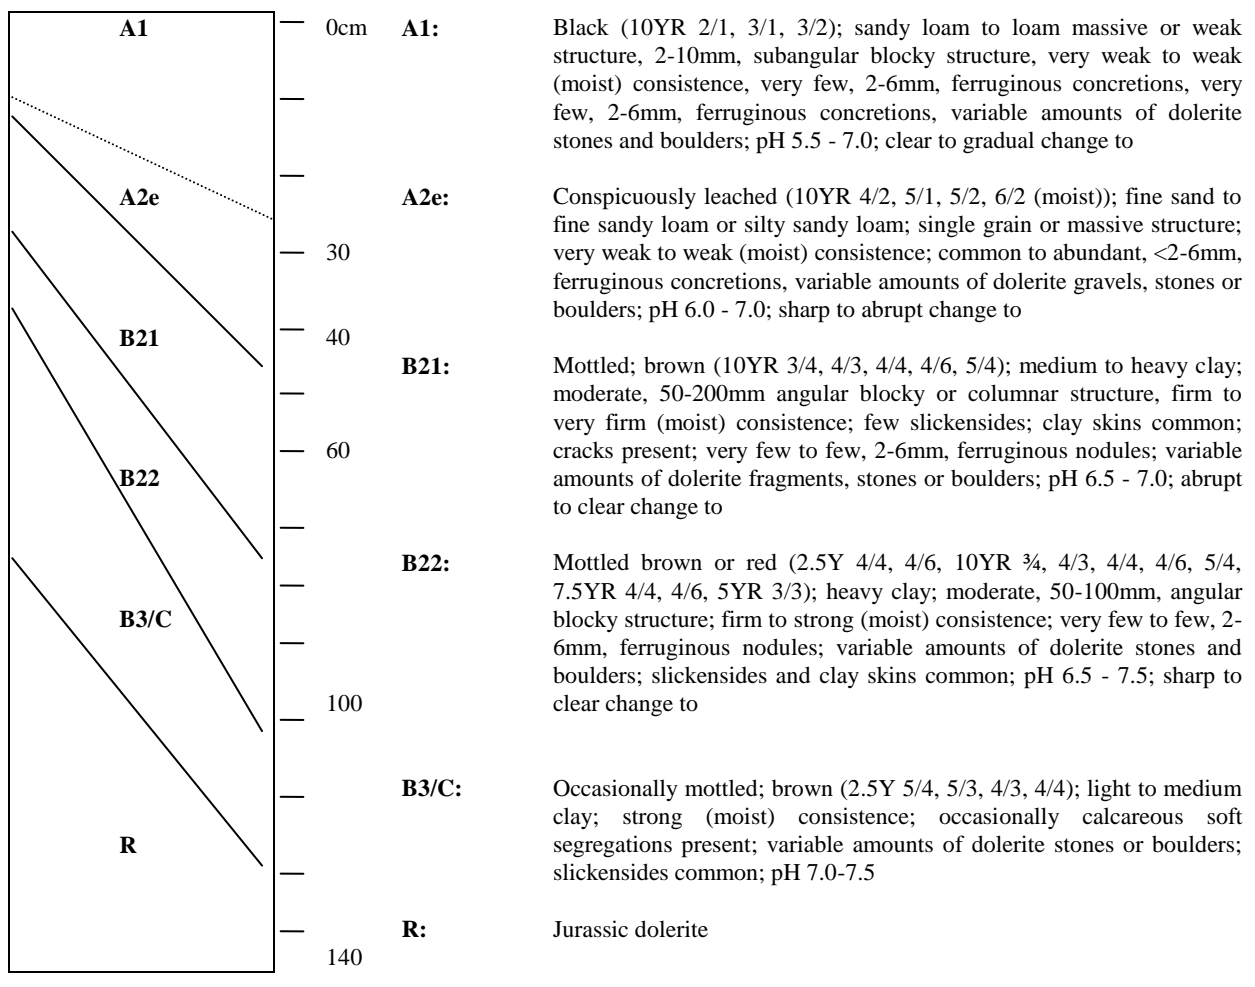 A1
0cm
A1:
Black (10YR 2/1, 3/1, 3/2); sandy loam to loam massive or weak
structure, 2-10mm, subangular blocky structure, very weak to weak
(moist) consistence, very few, 2-6mm, ferruginous concretions, very
few, 2-6mm, ferruginous concretions, variable amounts of dolerite
stones and boulders; pH 5.5 - 7.0; clear to gradual change to
A2e
A2e:
Conspicuously leached (10YR 4/2, 5/1, 5/2, 6/2 (moist)); fine sand to
fine sandy loam or silty sandy loam; single grain or massive structure;
very weak to weak (moist) consistence; common to abundant, <2-6mm,
ferruginous concretions, variable amounts of dolerite gravels, stones or
boulders; pH 6.0 - 7.0; sharp to abrupt change to
30
B21
40
B21:
Mottled; brown (10YR 3/4, 4/3, 4/4, 4/6, 5/4); medium to heavy clay;
moderate, 50-200mm angular blocky or columnar structure, firm to
very firm (moist) consistence; few slickensides; clay skins common;
cracks present; very few to few, 2-6mm, ferruginous nodules; variable
amounts of dolerite fragments, stones or boulders; pH 6.5 - 7.0; abrupt
to clear change to
60
B22
B22:
Mottled brown or red (2.5Y 4/4, 4/6, 10YR ¾, 4/3, 4/4, 4/6, 5/4,
7.5YR 4/4, 4/6, 5YR 3/3); heavy clay; moderate, 50-100mm, angular
blocky structure; firm to strong (moist) consistence; very few to few, 2-
6mm, ferruginous nodules; variable amounts of dolerite stones and
boulders; slickensides and clay skins common; pH 6.5 - 7.5; sharp to
clear change to
B3/C
100
B3/C:
Occasionally mottled; brown (2.5Y 5/4, 5/3, 4/3, 4/4); light to medium
clay; strong (moist) consistence; occasionally calcareous soft
segregations present; variable amounts of dolerite stones or boulders;
slickensides common; pH 7.0-7.5
R
R:
Jurassic dolerite
140